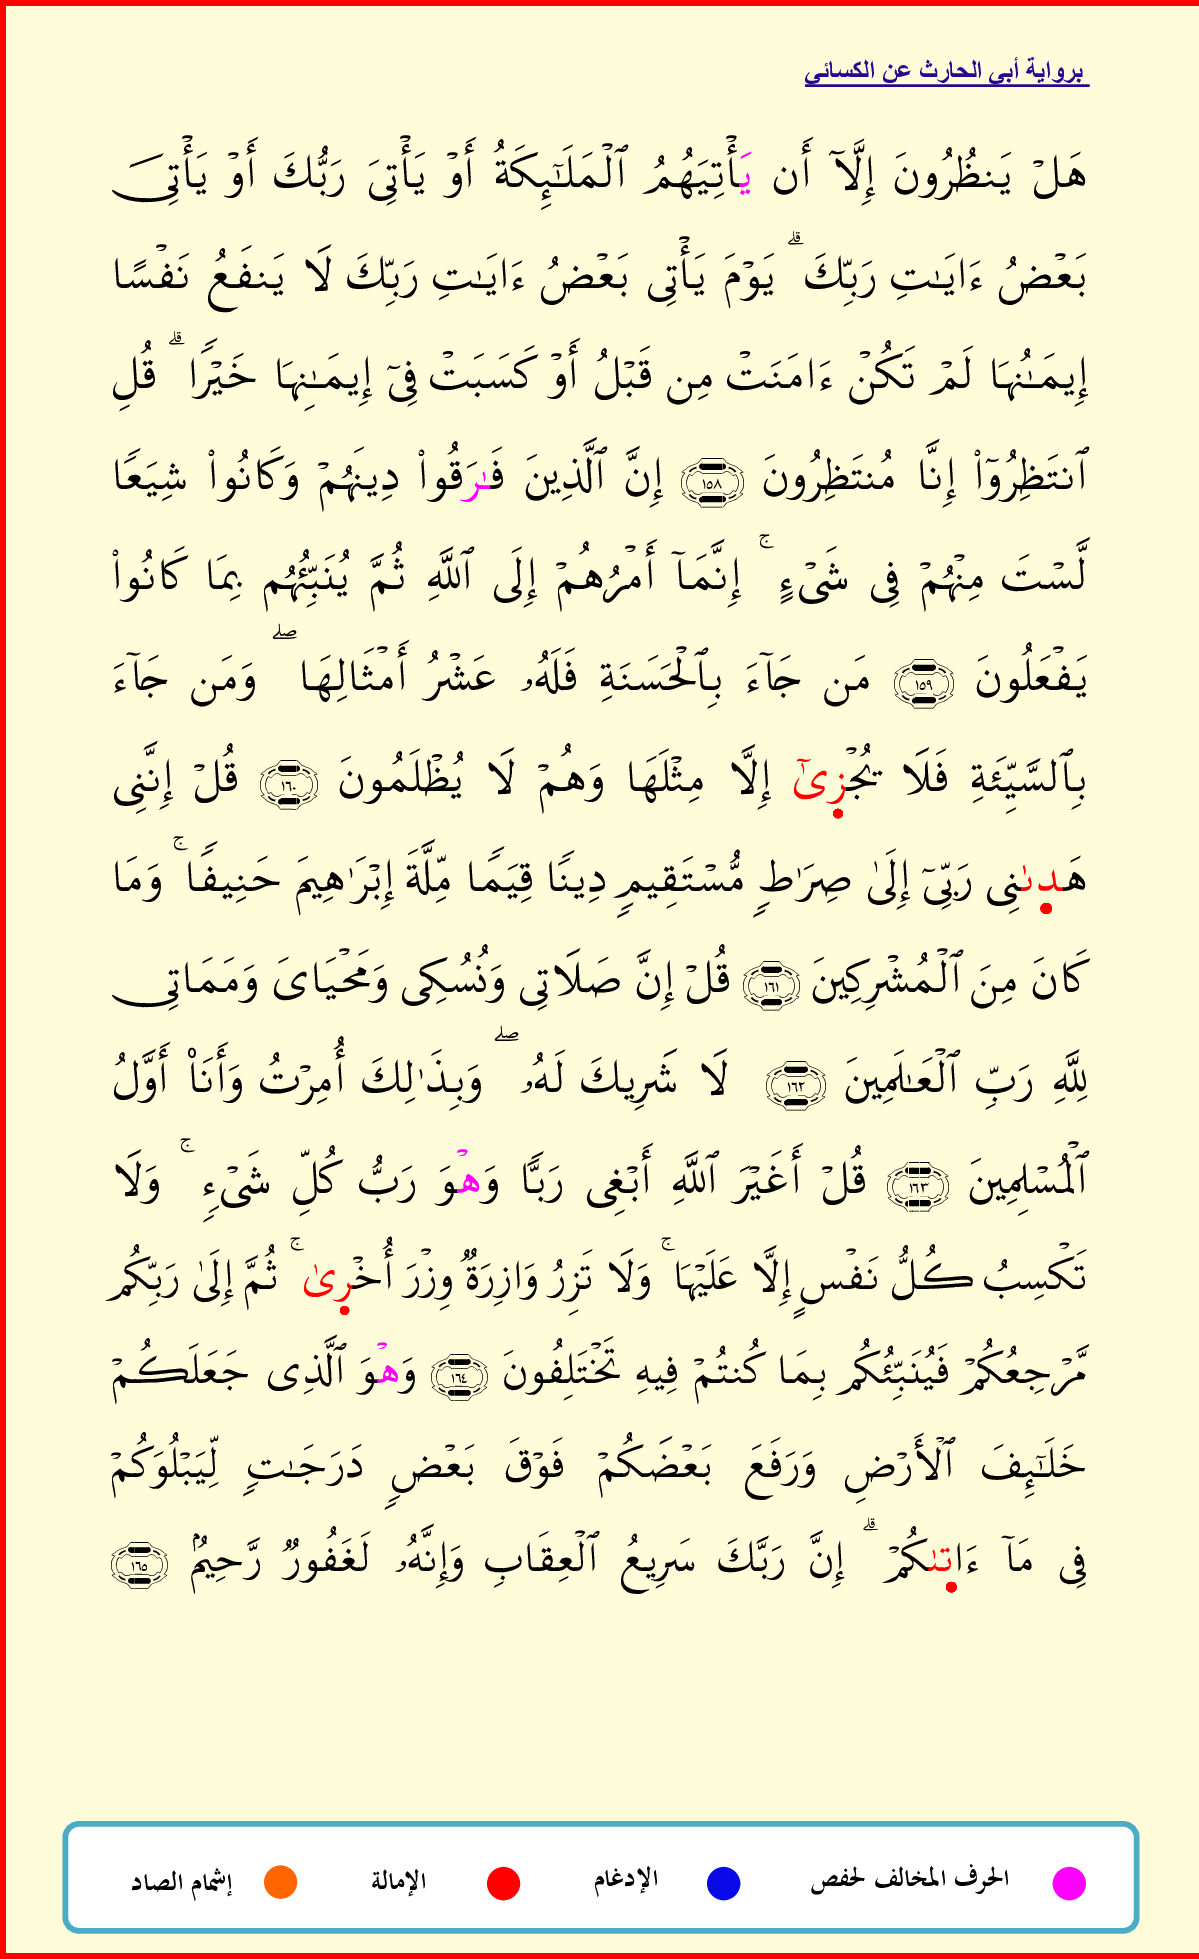 برواية أبي الحارث عن الكسائي
هَلۡ يَنظُرُونَ إِلَّآ أَن يَأۡتِيَهُمُ ٱلۡمَلَـٰٓئِكَةُ أَوۡ يَأۡتِيَ رَبُّكَ أَوۡ يَأۡتِيَ
بَعۡضُ ءَايَـٰتِ رَبِّكَۗ يَوۡمَ يَأۡتِي بَعۡضُ ءَايَـٰتِ رَبِّكَ لَا يَنفَعُ نَفۡسًا
إِيمَـٰنُهَا لَمۡ تَكُنۡ ءَامَنَتۡ مِن قَبۡلُ أَوۡ كَسَبَتۡ فِيٓ إِيمَـٰنِهَا خَيۡرًاۗ قُلِ
ٱنتَظِرُوٓاْ إِنَّا مُنتَظِرُونَ ١٥٨ إِنَّ ٱلَّذِينَ فَـٰرَقُواْ دِينَهُمۡ وَكَانُواْ شِيَعًا
لَّسۡتَ مِنۡهُمۡ فِي شَيۡءٍۚ إِنَّمَآ أَمۡرُهُمۡ إِلَى ٱللَّهِ ثُمَّ يُنَبِّئُهُم بِمَا كَانُواْ
يَفۡعَلُونَ ١٥٩ مَن جَآءَ بِٱلۡحَسَنَةِ فَلَهُۥ عَشۡرُ أَمۡثَالِهَاۖ وَمَن جَآءَ
بِٱلسَّيِّئَةِ فَلَا يُجۡزِىٰٓ إِلَّا مِثۡلَهَا وَهُمۡ لَا يُظۡلَمُونَ ١٦٠ قُلۡ إِنَّنِي
هَدِىٰنِي رَبِّيٓ إِلَىٰ صِرَٰطٍ مُّسۡتَقِيمٍ دِينًا قِيَمًا مِّلَّةَ إِبۡرَٰهِيمَ حَنِيفًاۚ وَمَا
كَانَ مِنَ ٱلۡمُشۡرِكِينَ ١٦١ قُلۡ إِنَّ صَلَاتِي وَنُسُكِي وَمَحۡيَايَ وَمَمَاتِي
لِلَّهِ رَبِّ ٱلۡعَـٰلَمِينَ ١٦٢ لَا شَرِيكَ لَهُۥۖ وَبِذَٰلِكَ أُمِرۡتُ وَأَنَا۠ أَوَّلُ
ٱلۡمُسۡلِمِينَ ١٦٣ قُلۡ أَغَيۡرَ ٱللَّهِ أَبۡغِي رَبًّا وَهۡوَ رَبُّ كُلِّ شَيۡءٍۚ وَلَا
تَكۡسِبُ كُلُّ نَفۡسٍ إِلَّا عَلَيۡهَاۚ وَلَا تَزِرُ وَازِرَةٌ وِزۡرَ أُخۡرِىٰۚ ثُمَّ إِلَىٰ رَبِّكُم
مَّرۡجِعُكُمۡ فَيُنَبِّئُكُم بِمَا كُنتُمۡ فِيهِ تَخۡتَلِفُونَ ١٦٤ وَهۡوَ ٱلَّذِي جَعَلَكُمۡ
خَلَـٰٓئِفَ ٱلۡأَرۡضِ وَرَفَعَ بَعۡضَكُمۡ فَوۡقَ بَعۡضٍ دَرَجَـٰتٍ لِّيَبۡلُوَكُمۡ
فِي مَآ ءَاتِىٰكُمۡۗ إِنَّ رَبَّكَ سَرِيعُ ٱلۡعِقَابِ وَإِنَّهُۥ لَغَفُورٌ رَّحِيمٌ ١٦٥
الحرف المخالف لحفص الإدغام الإمالة إشمام الصاد